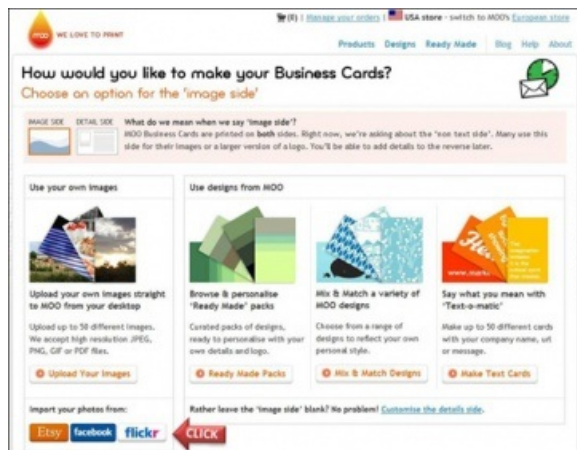 (0) | Manage your orders | USA store - switch to MOO's European store
moo WE LOVE TO PRINT
Products Designs Ready Made Blog Help About
How would you like to make your Business Cards?
Choose an option for the 'image side'
IMAGE SIDE DETAIL SIDE
What do we mean when we say 'image side'?
MOO Business Cards are printed on both sides. Right now, we're asking about the 'non text side'. Many use this
side for their images or a larger version of a logo. You'll be able to add details to the reverse later.
Use your own images
Upload your own images straight
to MOO from your desktop
Upload up to 50 different images.
We accept high resolution JPEG,
PNG, GIF or PDF files.
Upload Your Images
Use designs from MOO
Browse & personalise
'Ready Made' packs
Curated packs of designs,
ready to personalise with your
own details and logo.
Ready Made Packs
Mix & Match a variety of
MOO designs
Choose from a range
of designs to reflect your own
personal style.
Mix & Match Designs
Say what you mean with
'Text-o-matic'
Make up to 50 different cards
with your company name, url
or message.
Make Text Cards
Import your photos from:
Etsy facebook flickr CLICK
Rather leave the 'image side' blank? No problem! Customise the details side.